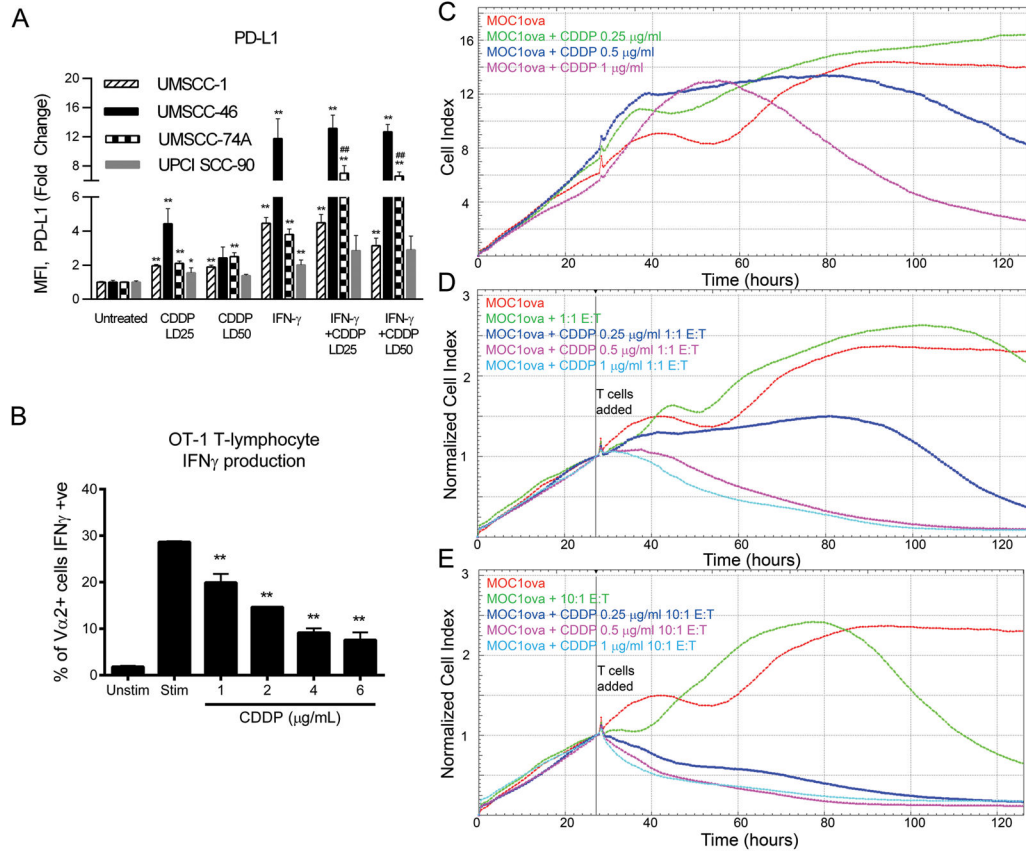 A
PD-L1
MFI, PD-L1 (Fold Change)
20
16
12
8
6
4
2
0
UMSCC-1
UMSCC-46
UMSCC-74A
UPCI SCC-90
** ** ** *
** **
** ** ** **
** ** ## **
** ** ## **
Untreated
CDDP
LD25
CDDP
LD50
IFN-γ
IFN-γ
+CDDP
LD25
IFN-γ
+CDDP
LD50
B
OT-1 T-lymphocyte
IFNγ production
% of Vα2+ cells IFNγ +ve
40
30
20
10
0
** ** ** **
Unstim Stim 1 2 4 6
CDDP (μg/mL)
C
MOC1ova
MOC1ova + CDDP 0.25 μg/ml
MOC1ova + CDDP 0.5 μg/ml
MOC1ova + CDDP 1 μg/ml
Cell Index
16
12
8
4
0 20 40 60 80 100 120
Time (hours)
D
MOC1ova
MOC1ova + 1:1 E:T
MOC1ova + CDDP 0.25 μg/ml 1:1 E:T
MOC1ova + CDDP 0.5 μg/ml 1:1 E:T
MOC1ova + CDDP 1 μg/ml 1:1 E:T
T cells
added
Normalized Cell Index
3
2
1
0 20 40 60 80 100 120
Time (hours)
E
MOC1ova
MOC1ova + 10:1 E:T
MOC1ova + CDDP 0.25 μg/ml 10:1 E:T
MOC1ova + CDDP 0.5 μg/ml 10:1 E:T
MOC1ova + CDDP 1 μg/ml 10:1 E:T
T cells
added
Normalized Cell Index
3
2
1
0 20 40 60 80 100 120
Time (hours)